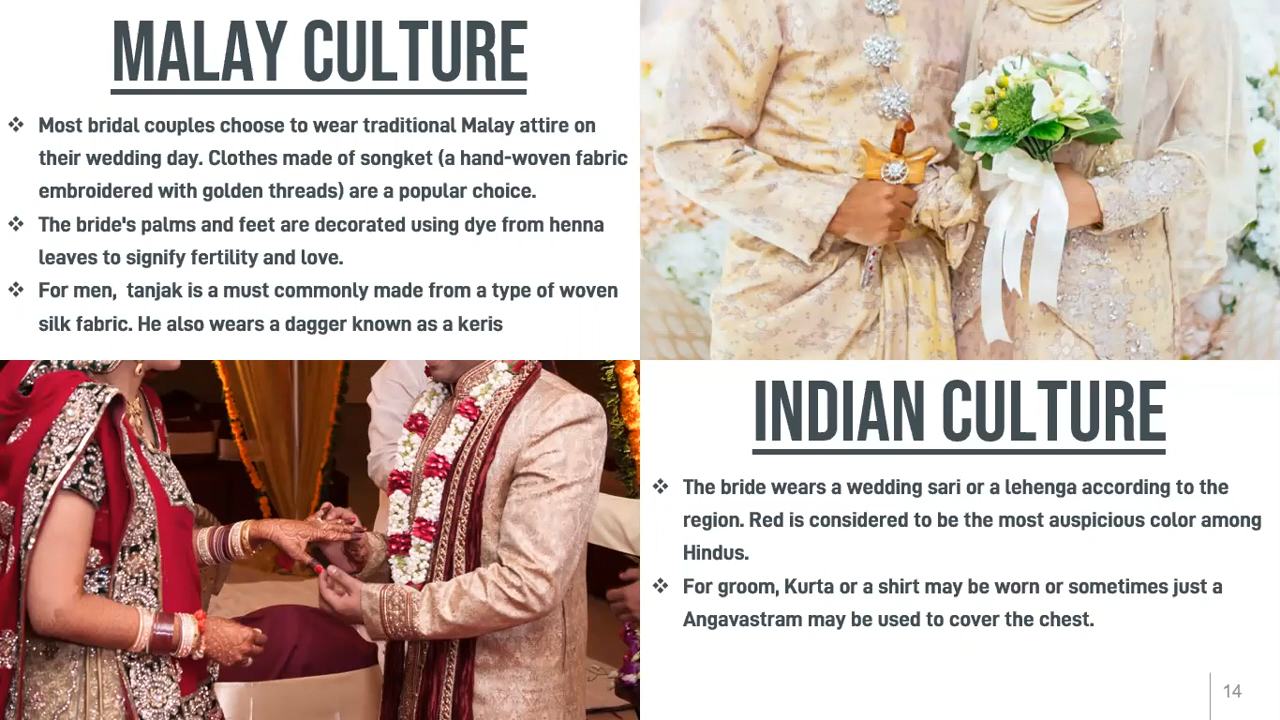 MALAY CULTURE
❖ Most bridal couples choose to wear traditional Malay attire on
their wedding day. Clothes made of songket (a hand-woven fabric
embroidered with golden threads) are a popular choice.
❖ The bride's palms and feet are decorated using dye from henna
leaves to signify fertility and love.
❖ For men, tanjak is a must commonly made from a type of woven
silk fabric. He also wears a dagger known as a keris
INDIAN CULTURE
❖ The bride wears a wedding sari or a lehenga according to the
region. Red is considered to be the most auspicious color among
Hindus.
❖ For groom, Kurta or a shirt may be worn or sometimes just a
Angavastram may be used to cover the chest.
14